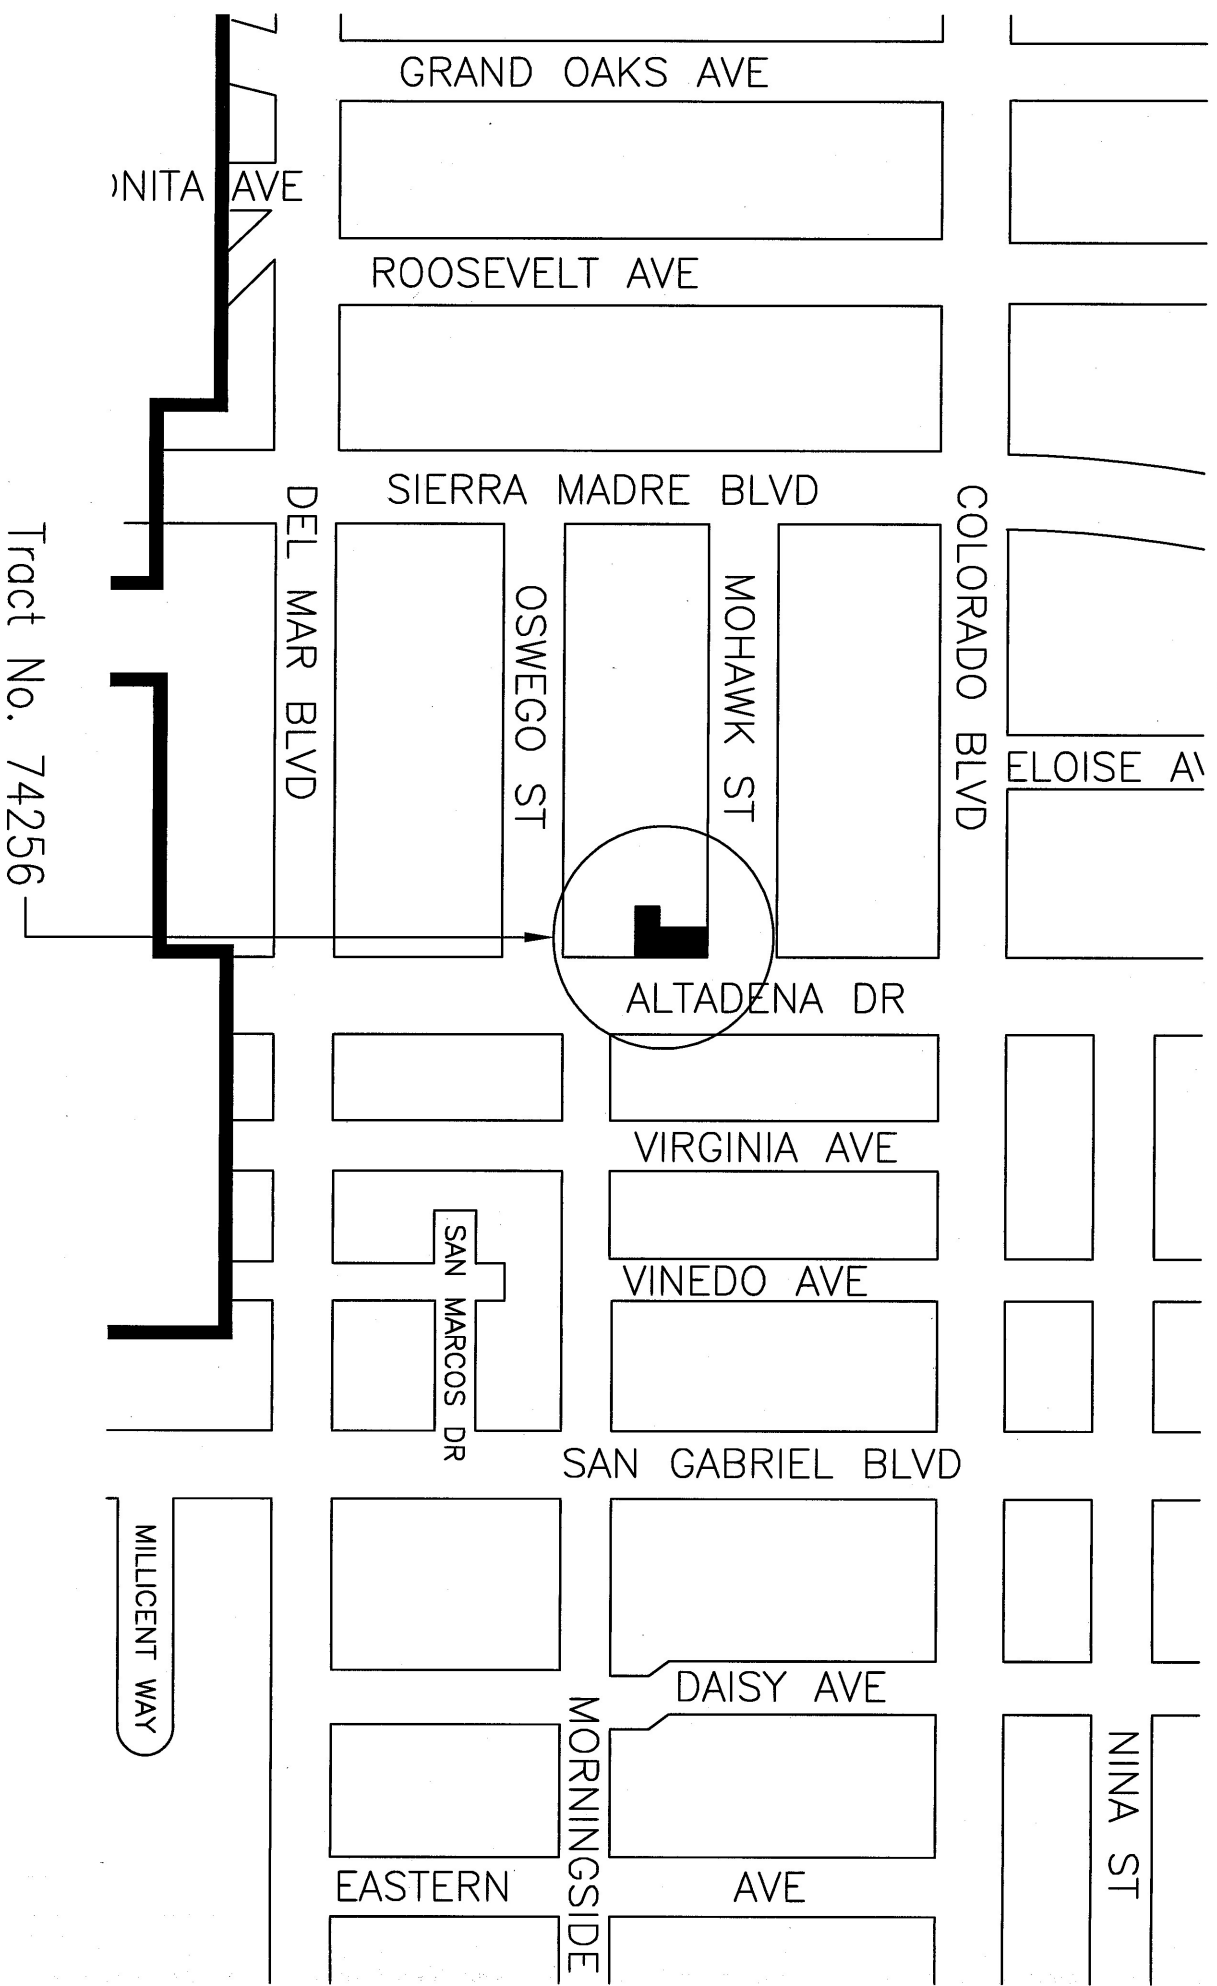 GRAND OAKS AVE
NITA AVE
ROOSEVELT AVE
SIERRA MADRE BLVD
DEL MAR BLVD
COLORADO BLVD
OSWEGO ST
MOHAWK ST
ELOISE A
Tract No. 74256
ALTADENA DR
VIRGINIA AVE
SAN MARCOS DR
VINEDO AVE
SAN GABRIEL BLVD
MILLICENT WAY
DAISY AVE
MORNINGSIDE
NINA ST
EASTERN AVE